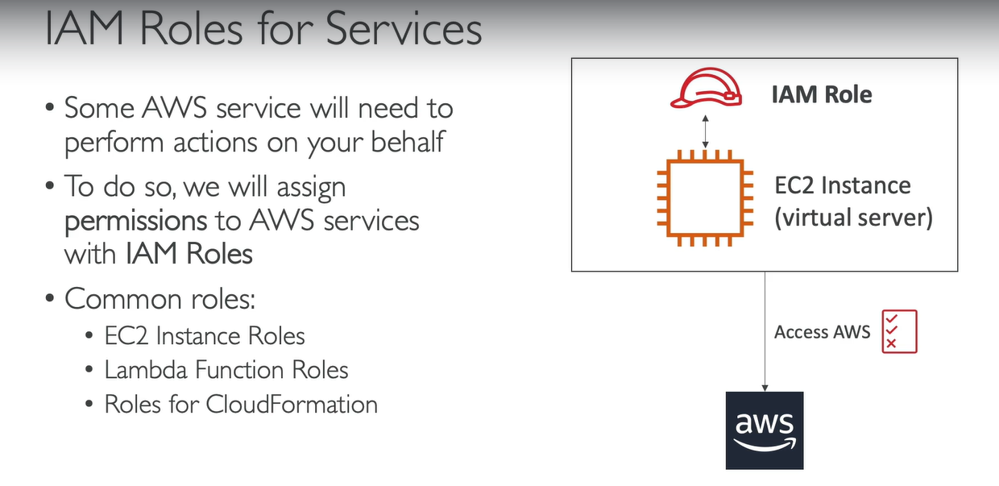 IAM Roles for Services
• Some AWS service will need to
perform actions on your behalf
• To do so, we will assign
permissions to AWS services
with IAM Roles
• Common roles:
• EC2 Instance Roles
• Lambda Function Roles
• Roles for CloudFormation
IAM Role
EC2 Instance
(virtual server)
Access AWS
aws